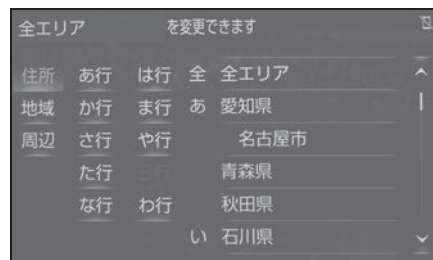 全エリア を変更できます
住所 あ行 は行 全 全エリア
地域 か行 ま行 あ 愛知県
周辺 さ行 や行 名古屋市
た行 ら行 青森県
な行 わ行 秋田県
い 石川県